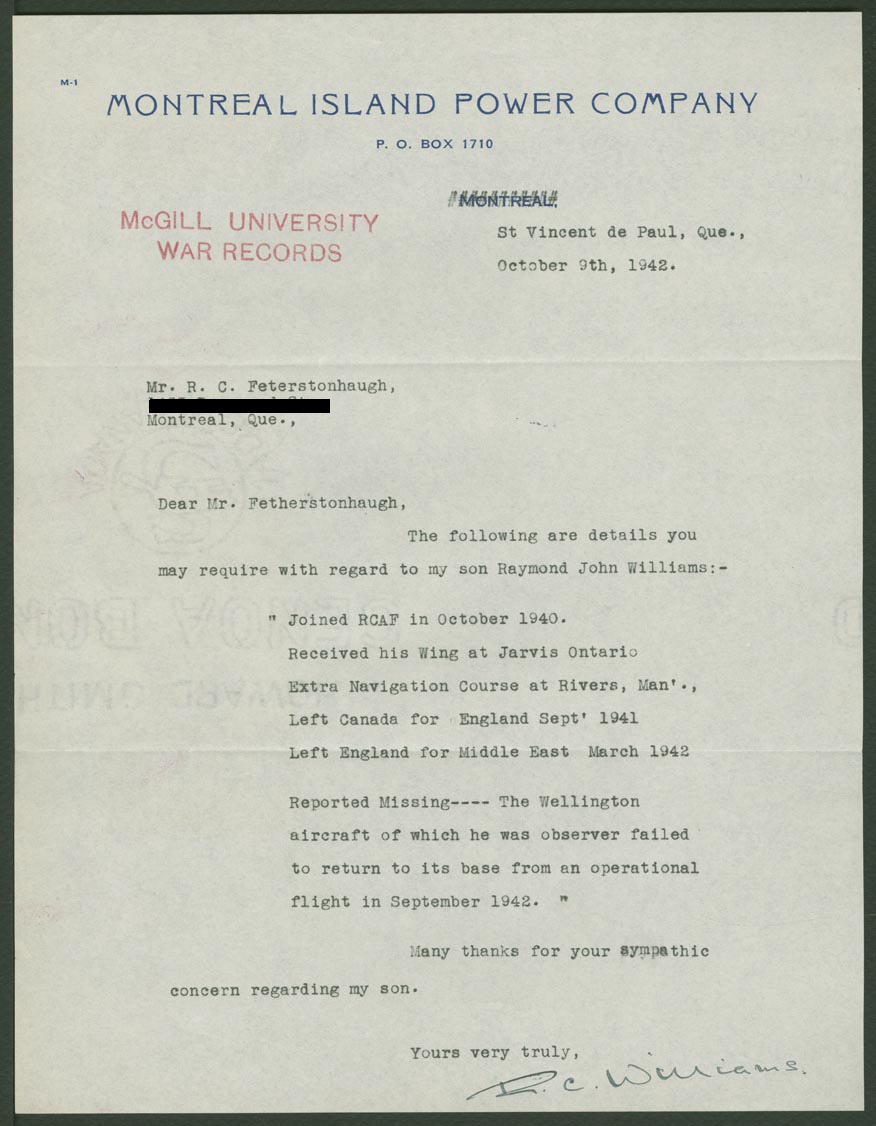 M-1
MONTREAL ISLAND POWER COMPANY
P. O. BOX 1710
MONTREAL,
McGILL UNIVERSITY
WAR RECORDS
St Vincent de Paul, Que.,
October 9th, 1942.
Mr. R. C. Feterstonhaugh,
Montreal, Que.,
Dear Mr. Fetherstonhaugh,
The following are details you
may require with regard to my son Raymond John Williams:-
" Joined RCAF in October 1940.
Received his Wing at Jarvis Ontario
Extra Navigation Course at Rivers, Man'.,
Left Canada for England Sept' 1941
Left England for Middle East March 1942
Reported Missing---- The Wellington
aircraft of which he was observer failed
to return to its base from an operational
flight in September 1942. "
Many thanks for your sympathic
concern regarding my son.
Yours very truly,
R. C. Williams.